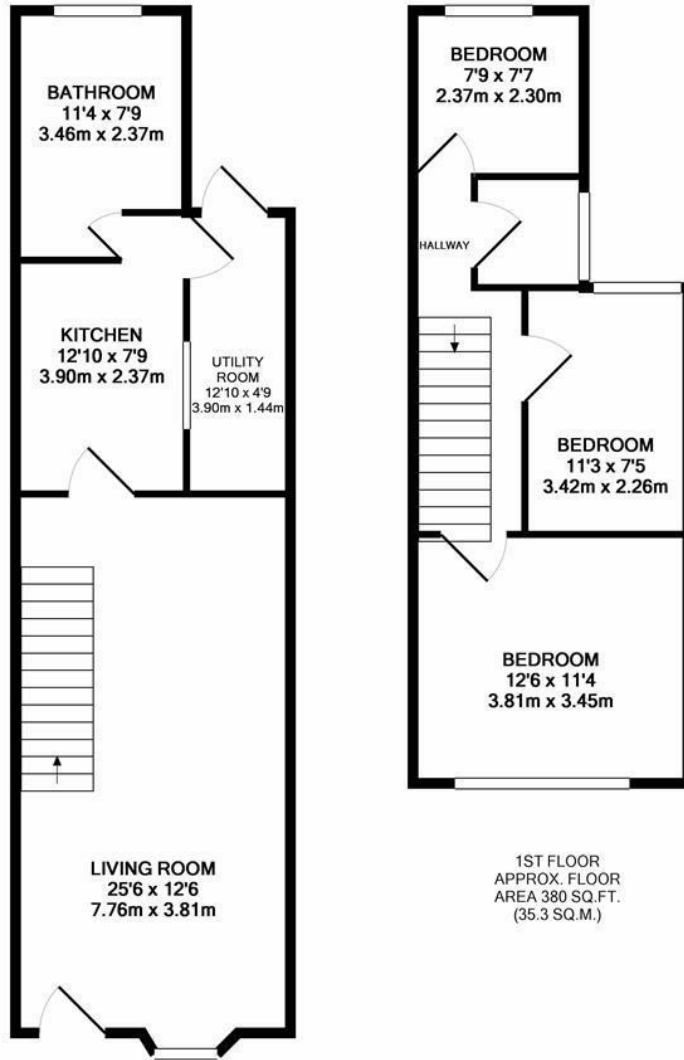 BATHROOM
11'4 x 7'9
3.46m x 2.37m
KITCHEN
12'10 x 7'9
3.90m x 2.37m
UTILITY
ROOM
12'10 x 4'9
3.90m x 1.44m
LIVING ROOM
25'6 x 12'6
7.76m x 3.81m
BEDROOM
7'9 x 7'7
2.37m x 2.30m
HALLWAY
BEDROOM
11'3 x 7'5
3.42m x 2.26m
BEDROOM
12'6 x 11'4
3.81m x 3.45m
1ST FLOOR
APPROX. FLOOR
AREA 380 SQ.FT.
(35.3 SQ.M.)